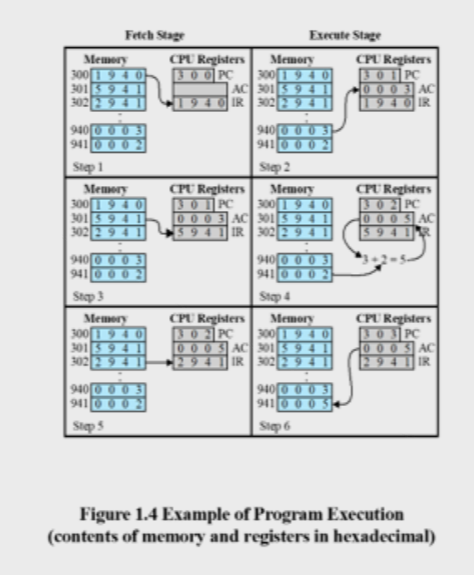 Fetch Stage Execute Stage
Memory CPU Registers Memory CPU Registers
300 1 9 4 0 3 0 0 PC 300 1 9 4 0 3 0 1 PC
301 5 9 4 1 AC 301 5 9 4 1 0 0 0 3 AC
302 2 9 4 1 1 9 4 0 IR 302 2 9 4 1 1 9 4 0 IR
940 0 0 0 3 940 0 0 0 3
941 0 0 0 2 941 0 0 0 2
Step 1 Step 2
Memory CPU Registers Memory CPU Registers
300 1 9 4 0 3 0 1 PC 300 1 9 4 0 3 0 2 PC
301 5 9 4 1 0 0 0 3 AC 301 5 9 4 1 0 0 0 5 AC
302 2 9 4 1 5 9 4 1 IR 302 2 9 4 1 5 9 4 1 IR
940 0 0 0 3 940 0 0 0 3 3 + 2 = 5
941 0 0 0 2 941 0 0 0 2
Step 3 Step 4
Memory CPU Registers Memory CPU Registers
300 1 9 4 0 3 0 2 PC 300 1 9 4 0 3 0 3 PC
301 5 9 4 1 0 0 0 5 AC 301 5 9 4 1 0 0 0 5 AC
302 2 9 4 1 2 9 4 1 IR 302 2 9 4 1 2 9 4 1 IR
940 0 0 0 3 940 0 0 0 3
941 0 0 0 2 941 0 0 0 5
Step 5 Step 6
Figure 1.4 Example of Program Execution
(contents of memory and registers in hexadecimal)